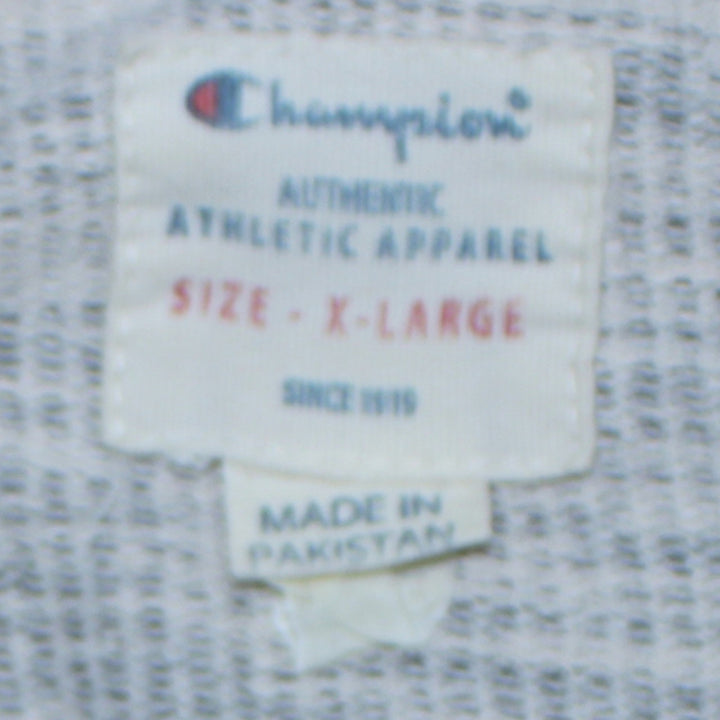 Champion
AUTHENTIC
ATHLETIC APPAREL
SIZE - X-LARGE
SINCE 1919
MADE IN
PAKISTAN